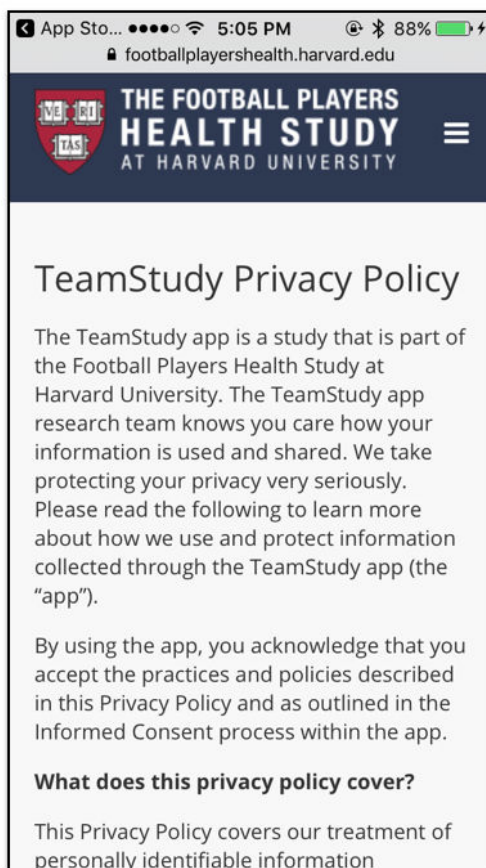 App Sto... 5:05 PM 88%
footballplayershealth.harvard.edu
VE RI
TAS
THE FOOTBALL PLAYERS
HEALTH STUDY
AT HARVARD UNIVERSITY
TeamStudy Privacy Policy
The TeamStudy app is a study that is part of
the Football Players Health Study at
Harvard University. The TeamStudy app
research team knows you care how your
information is used and shared. We take
protecting your privacy very seriously.
Please read the following to learn more
about how we use and protect information
collected through the TeamStudy app (the
“app”).
By using the app, you acknowledge that you
accept the practices and policies described
in this Privacy Policy and as outlined in the
Informed Consent process within the app.
What does this privacy policy cover?
This Privacy Policy covers our treatment of
personally identifiable information